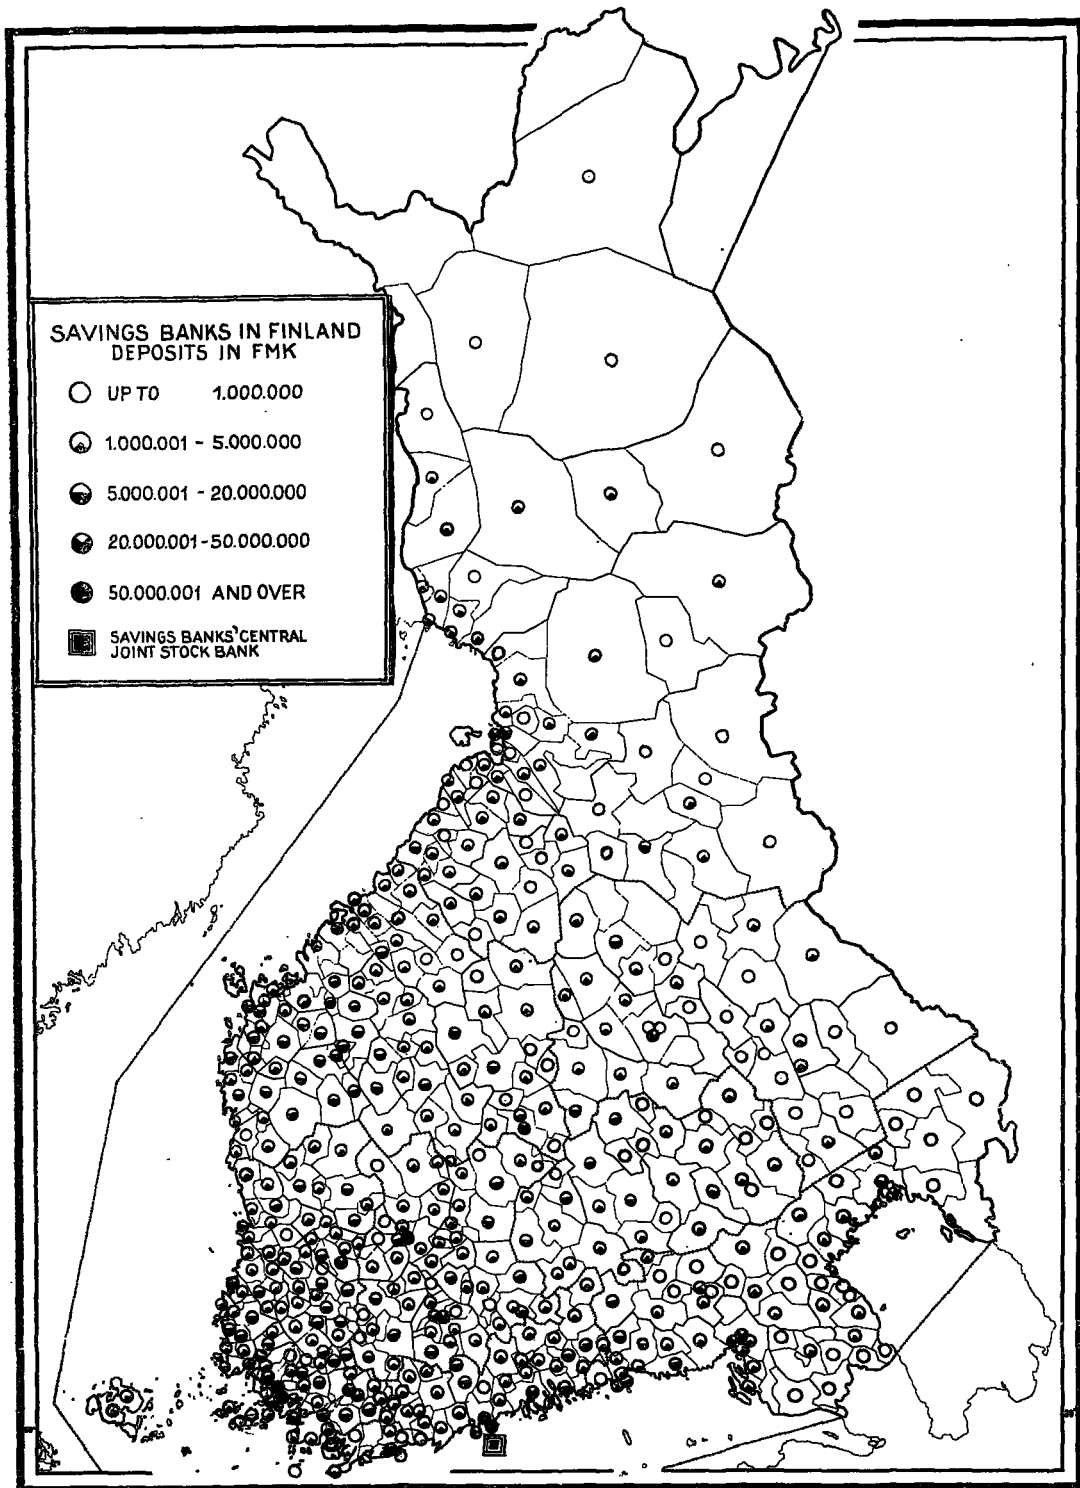 SAVINGS BANKS IN FINLAND
DEPOSITS IN FMK
UP TO 1.000.000
1.000.001 - 5.000.000
5.000.001 - 20.000.000
20.000.001 - 50.000.000
50.000.001 AND OVER
SAVINGS BANKS' CENTRAL
JOINT STOCK BANK